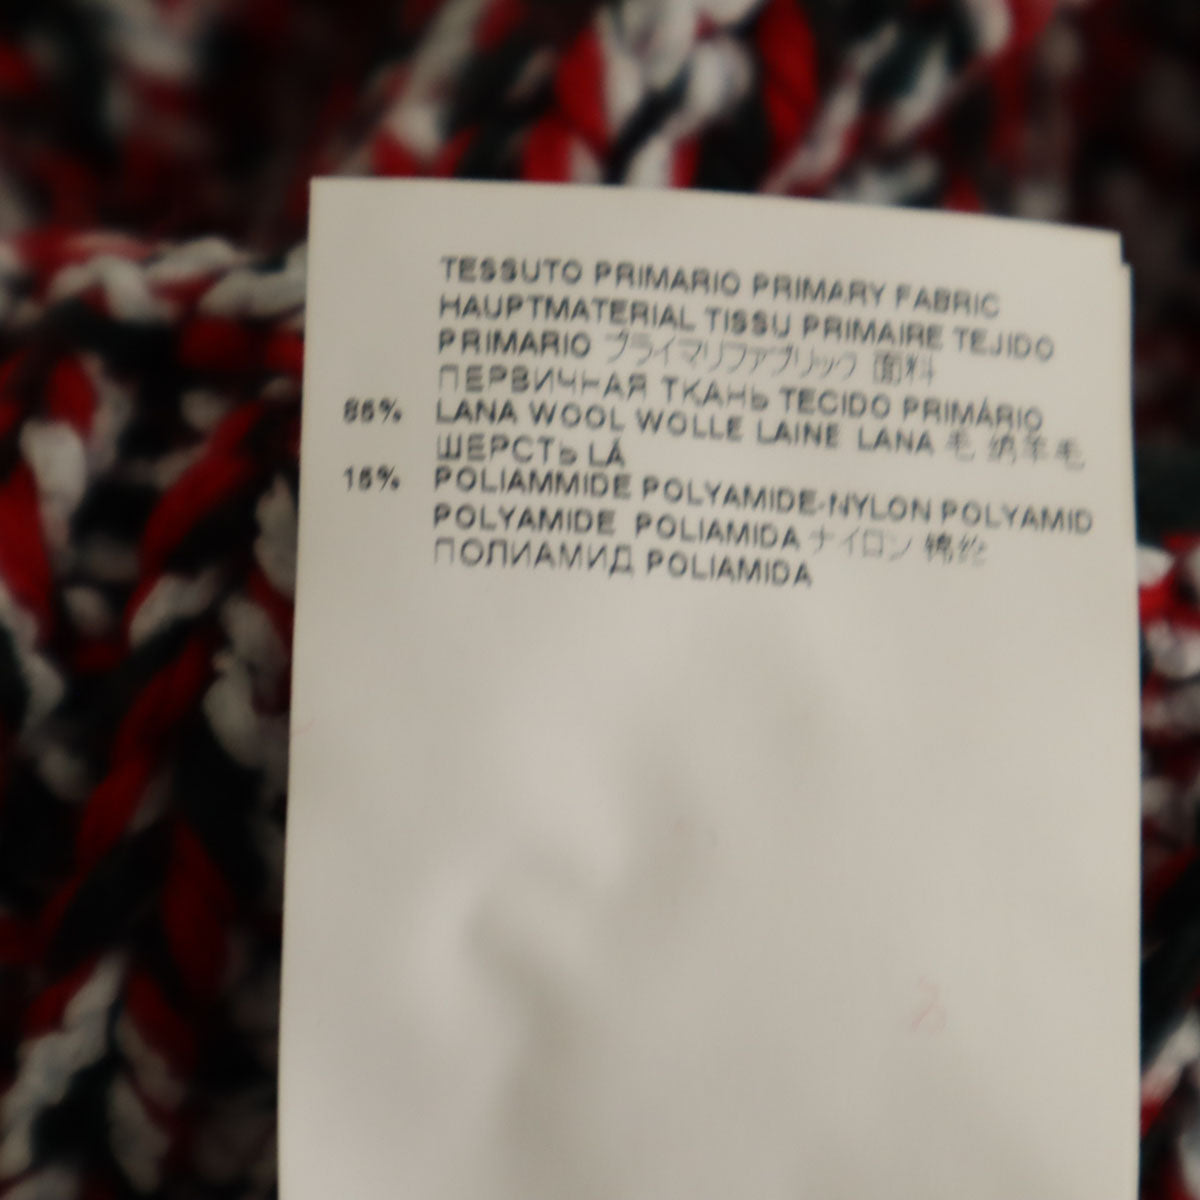 TESSUTO PRIMARIO PRIMARY FABRIC
HAUPTMATERIAL TISSU PRIMAIRE TEJIDO
PRIMARIO プライマリファブリック 面料
ПЕРВИЧНАЯ ТКАНЬ TECIDO PRIMÁRIO
85% LANA WOOL WOLLE LAINE LANA 毛 绵羊毛
ШЕРСТЬ LÁ
15% POLIAMMIDE POLYAMIDE-NYLON POLYAMID
POLYAMIDE POLIAMIDA ナイロン 锦纶
ПОЛИАМИД POLIAMIDA